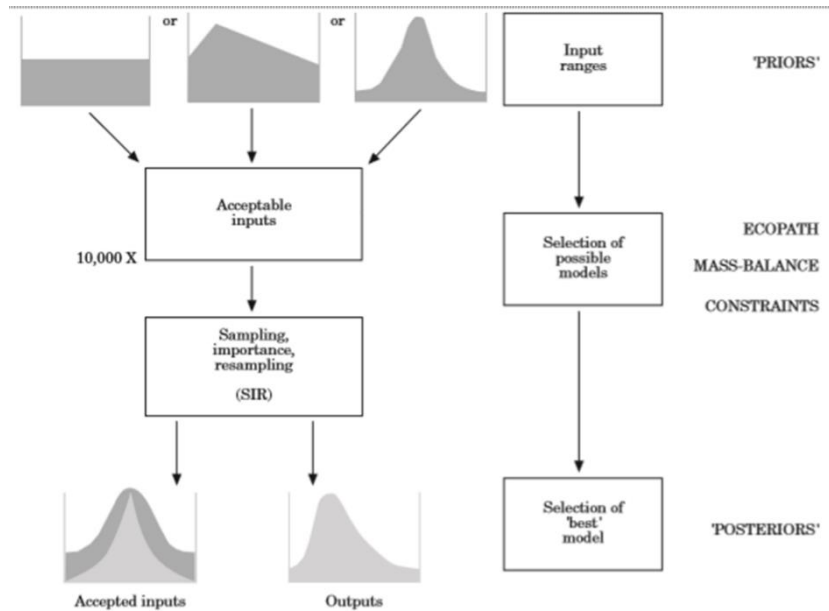 or
or
Input
ranges
'PRIORS'
Acceptable
inputs
10,000 X
Selection of
possible
models
ECOPATH
MASS-BALANCE
CONSTRAINTS
Sampling,
importance,
resampling
(SIR)
Selection of
'best'
model
'POSTERIORS'
Accepted inputs
Outputs